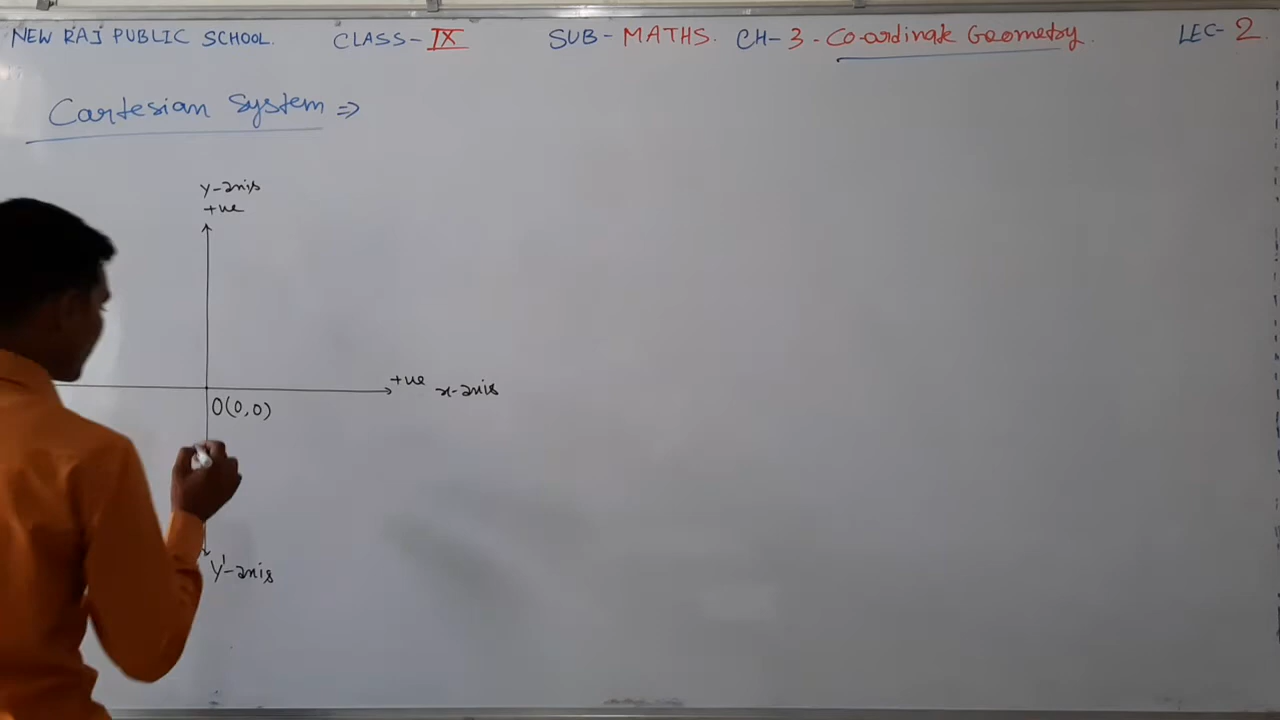 NEW RAJ PUBLIC SCHOOL. CLASS-IX SUB-MATHS. CH-3-Co-ordinate Geometry. LEC-2.
Cartesian System ⇒
Y-axis
+ve
+ve x-axis
O(0,0)
Y'-axis